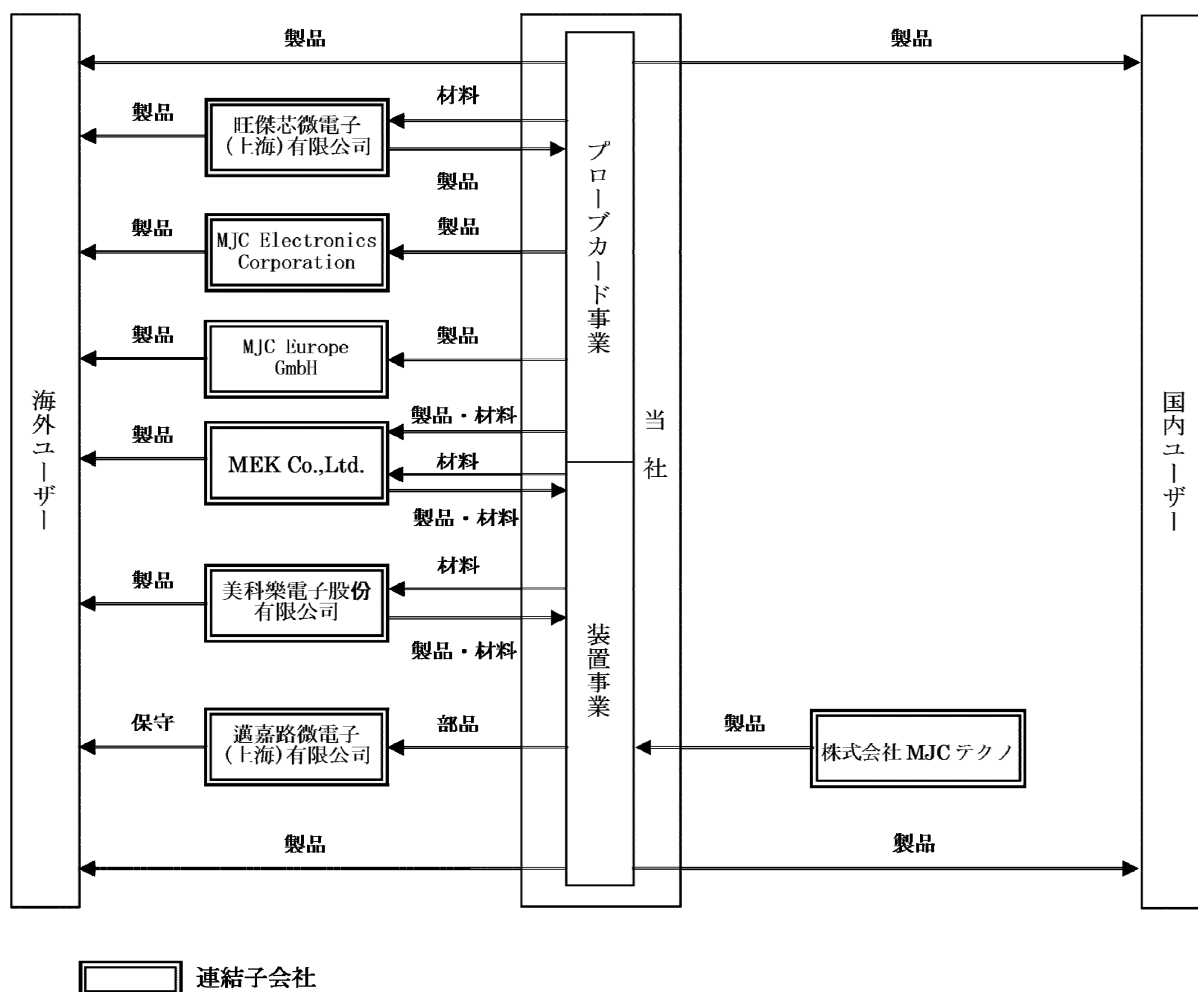 製品
製品
製品
材料
旺傑芯微電子
(上海)有限公司
製品
製品
製品
MJC Electronics
Corporation
製品
製品
MJC Europe
GmbH
プローブカード事業
海外ユーザー
当社
国内ユーザー
製品・材料
製品
MEK Co.,Ltd.
材料
製品・材料
材料
製品
美科樂電子股份
有限公司
製品・材料
装置事業
保守
部品
邁嘉路微電子
(上海)有限公司
製品
株式会社 MJC テクノ
製品
製品
連結子会社